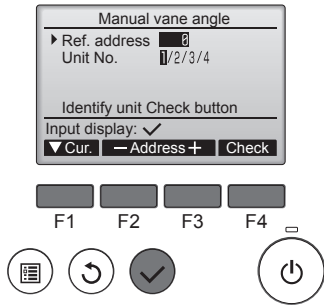 Manual vane angle
Ref. address 0
Unit No. 1/2/3/4
Identify unit Check button
Input display: ✓
▼Cur. －Address＋ Check
F1 F2 F3 F4